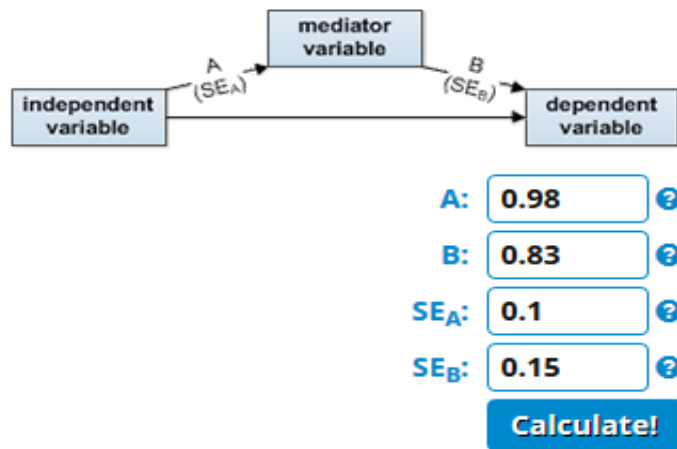 mediator
variable
A
(SEA)
B
(SEB)
independent
variable
dependent
variable
A: 0.98 ?
B: 0.83 ?
SEA: 0.1 ?
SEB: 0.15 ?
Calculate!